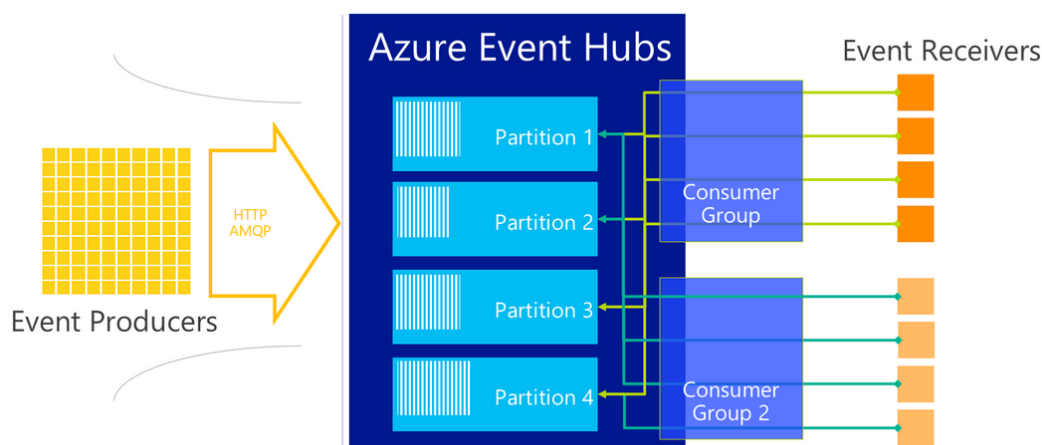 Azure Event Hubs
Event Receivers
Partition 1
Partition 2
Partition 3
Partition 4
Consumer
Group
Consumer
Group 2
HTTP
AMQP
Event Producers